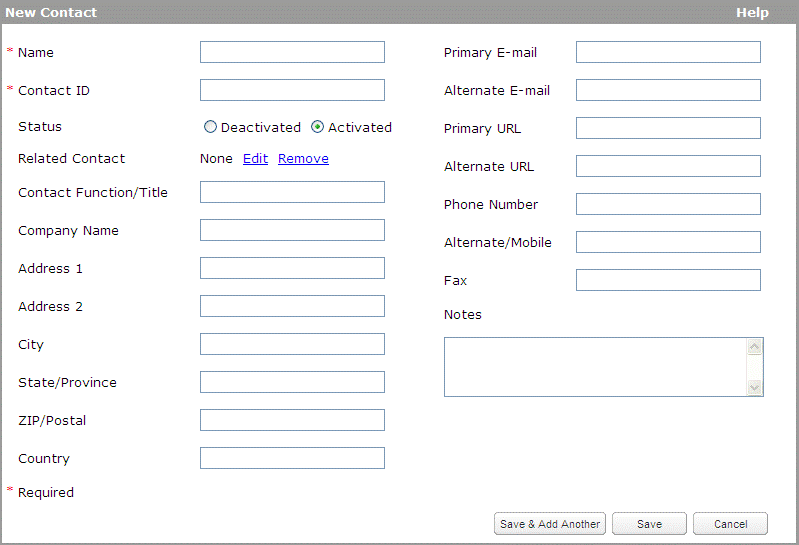 New Contact Help
* Name
* Contact ID
Status Deactivated Activated
Related Contact None Edit Remove
Contact Function/Title
Company Name
Address 1
Address 2
City
State/Province
ZIP/Postal
Country
* Required
Primary E-mail
Alternate E-mail
Primary URL
Alternate URL
Phone Number
Alternate/Mobile
Fax
Notes
Save & Add Another Save Cancel